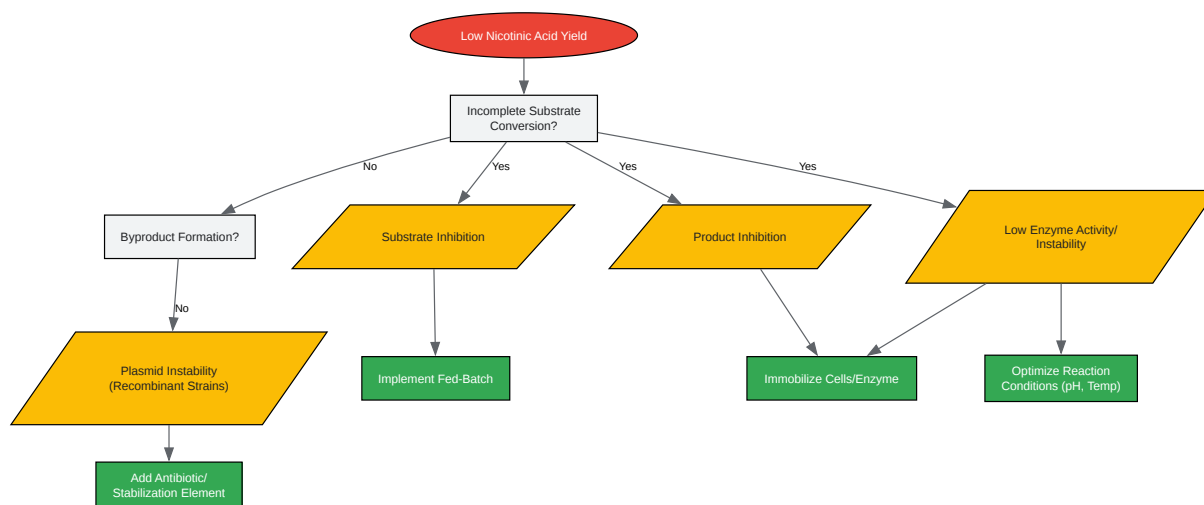 Low Nicotinic Acid Yield
Incomplete Substrate
Conversion?
No
Yes
Yes
Yes
Byproduct Formation?
Substrate Inhibition
Product Inhibition
Low Enzyme Activity/
Instability
No
Plasmid Instability
(Recombinant Strains)
Implement Fed-Batch
Immobilize Cells/Enzyme
Optimize Reaction
Conditions (pH, Temp)
Add Antibiotic/
Stabilization Element